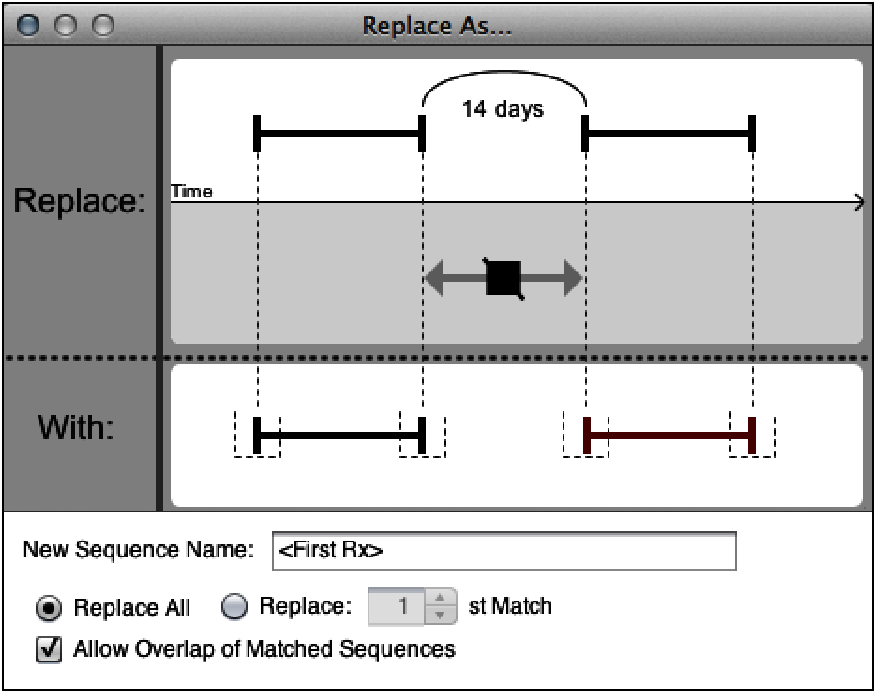 Replace As...
14 days
Time
Replace:
With:
New Sequence Name: <First Rx>
Replace All Replace: 1 st Match
Allow Overlap of Matched Sequences